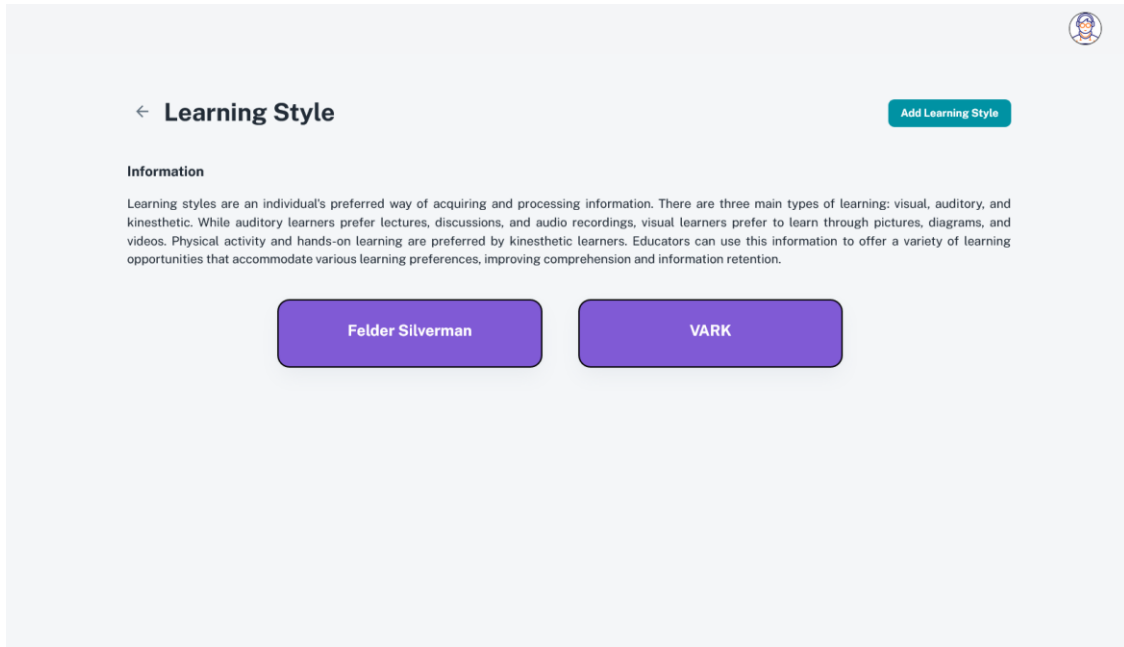 Learning Style
Add Learning Style
Information
Learning styles are an individual's preferred way of acquiring and processing information. There are three main types of learning: visual, auditory, and
kinesthetic. While auditory learners prefer lectures, discussions, and audio recordings, visual learners prefer to learn through pictures, diagrams, and
videos. Physical activity and hands-on learning are preferred by kinesthetic learners. Educators can use this information to offer a variety of learning
opportunities that accommodate various learning preferences, improving comprehension and information retention.
Felder Silverman
VARK